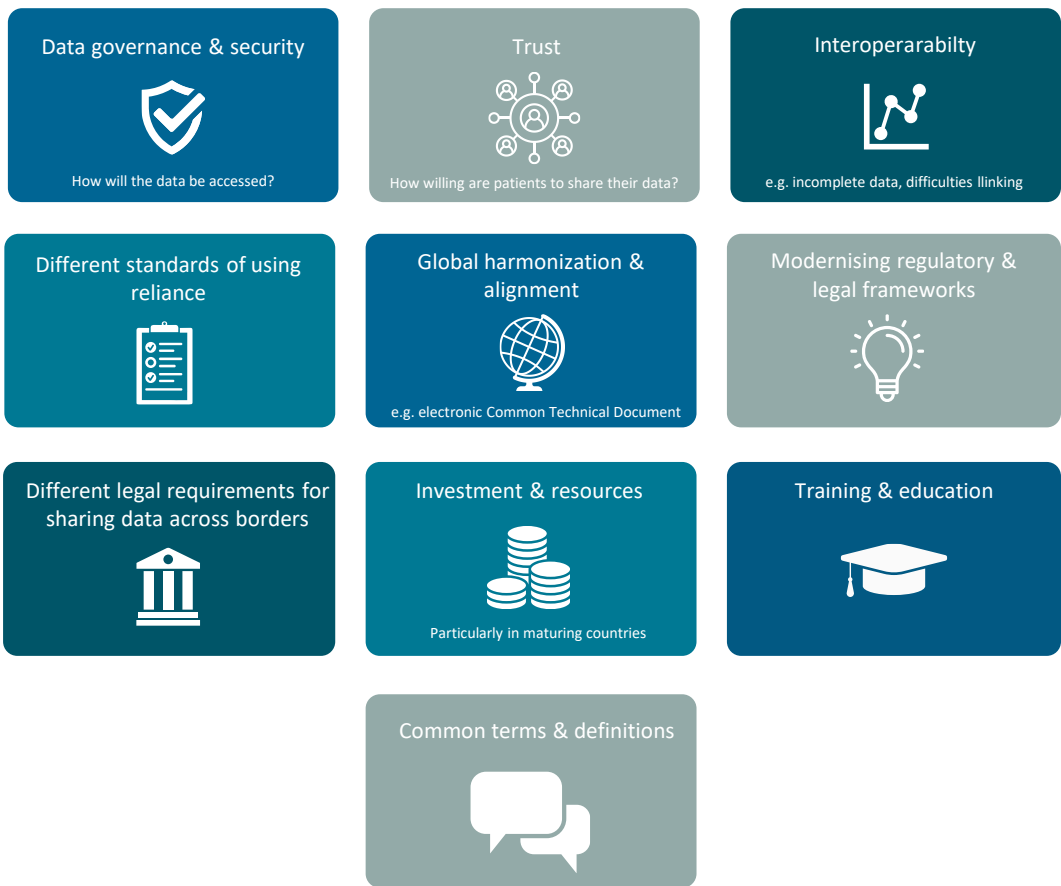 Data governance & security
How will the data be accessed?
Trust
How willing are patients to share their data?
Interoperarabilty
e.g. incomplete data, difficulties llinking
Different standards of using
reliance
Global harmonization &
alignment
e.g. electronic Common Technical Document
Modernising regulatory &
legal frameworks
Different legal requirements for
sharing data across borders
Investment & resources
Particularly in maturing countries
Training & education
Common terms & definitions